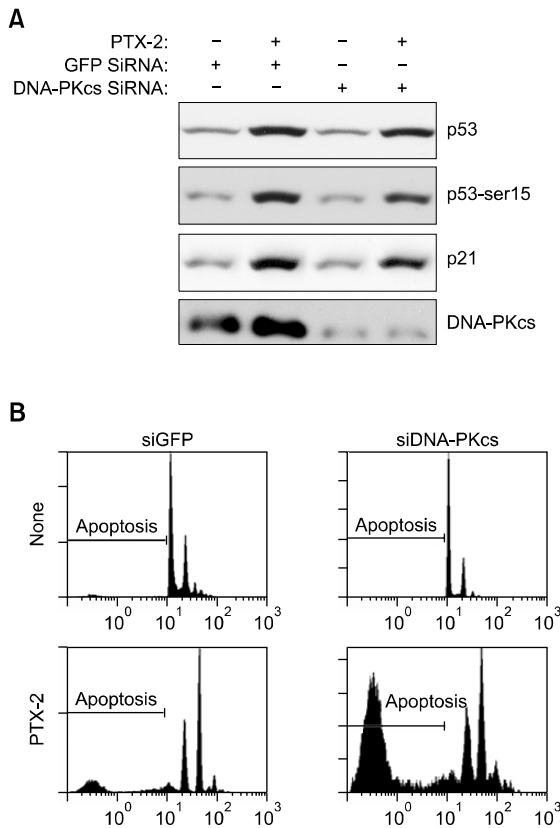 A
PTX-2: – + – +
GFP SiRNA: + + – –
DNA-PKcs SiRNA: – – + +
p53
p53-ser15
p21
DNA-PKcs
B
siGFP siDNA-PKcs
None
Apoptosis Apoptosis
10^0 10^1 10^2 10^3 10^0 10^1 10^2 10^3
PTX-2
Apoptosis Apoptosis
10^0 10^1 10^2 10^3 10^0 10^1 10^2 10^3